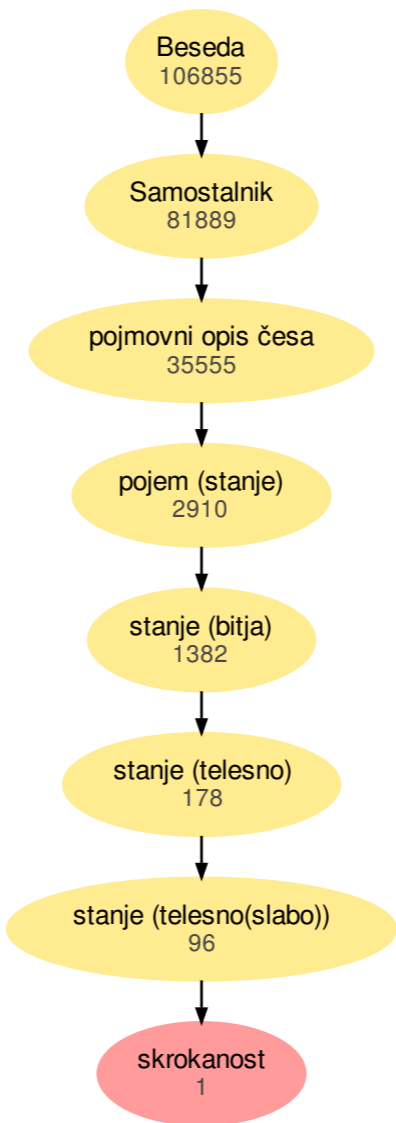 Beseda
106855
Samostalnik
81889
pojmovni opis česa
35555
pojem (stanje)
2910
stanje (bitja)
1382
stanje (telesno)
178
stanje (telesno(slabo))
96
skrokanost
1